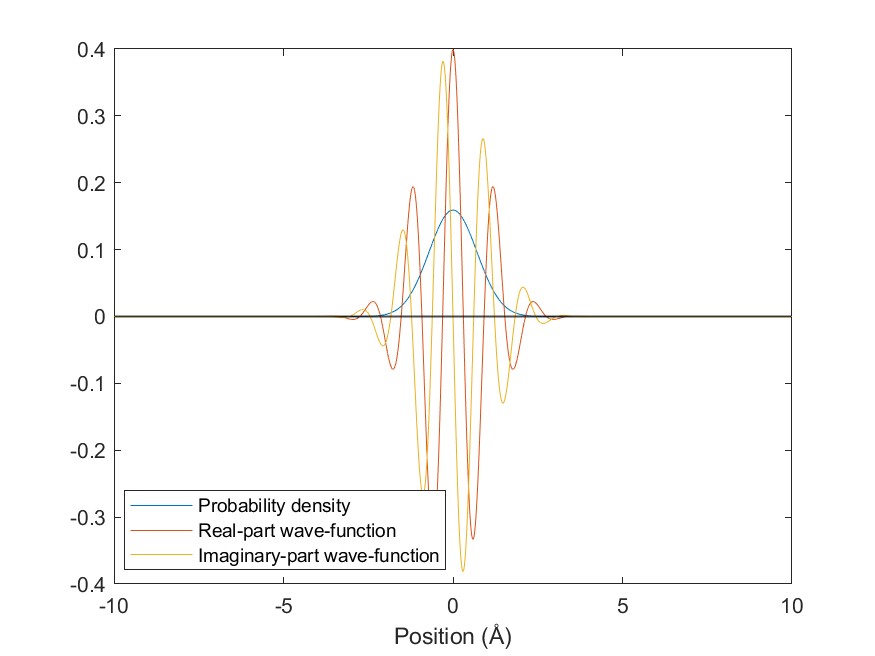 0.4
0.3
0.2
0.1
0
-0.1
-0.2
-0.3
-0.4
Probability density
Real-part wave-function
Imaginary-part wave-function
-10 -5 0 5 10
Position (Å)